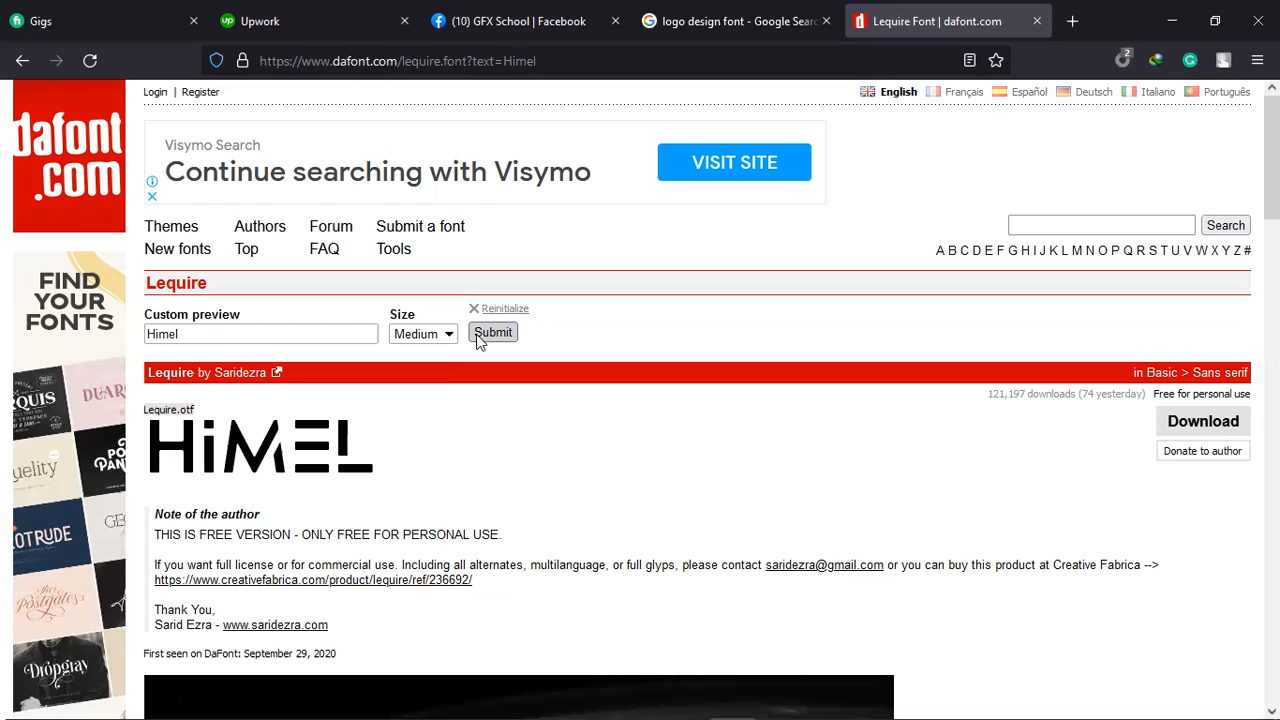 Gigs
Upwork
(10) GFX School | Facebook
logo design font - Google Searc
Lequire Font | dafont.com
https://www.dafont.com/lequire.font?text=Himel
2
Login | Register
English Français Español Deutsch Italiano Português
dafont
.com
Visymo Search
Continue searching with Visymo
VISIT SITE
Themes Authors Forum Submit a font
New fonts Top FAQ Tools
Search
A B C D E F G H I J K L M N O P Q R S T U V W X Y Z #
FIND
YOUR
FONTS
Lequire
Custom preview
Size
Reinitialize
Himel
Medium
Submit
Lequire by Saridezra
in Basic > Sans serif
121,197 downloads (74 yesterday) Free for personal use
Lequire.otf
Download
HiMEL
Donate to author
Note of the author
THIS IS FREE VERSION - ONLY FREE FOR PERSONAL USE.
If you want full license or for commercial use. Including all alternates, multilanguage, or full glyps, please contact saridezra@gmail.com or you can buy this product at Creative Fabrica -->
https://www.creativefabrica.com/product/lequire/ref/236692/
Thank You,
Sarid Ezra - www.saridezra.com
First seen on DaFont: September 29, 2020
The Postgates
Dropgray